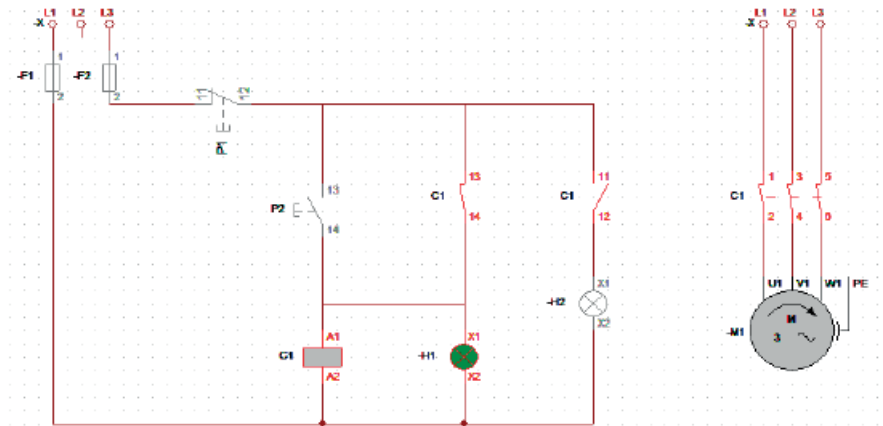 L1 L2 L3 L1 L2 L3
-X -X
1 1
-F1 -F2
2 2
11 12
P1
13 13 11 1 3 5
P2 C1 C1 C1
14 14 12 2 4 6
X1 U1 V1 W1 PE
-H2
X2
A1 X1 M
C1 -H1 -M1 3
A2 X2